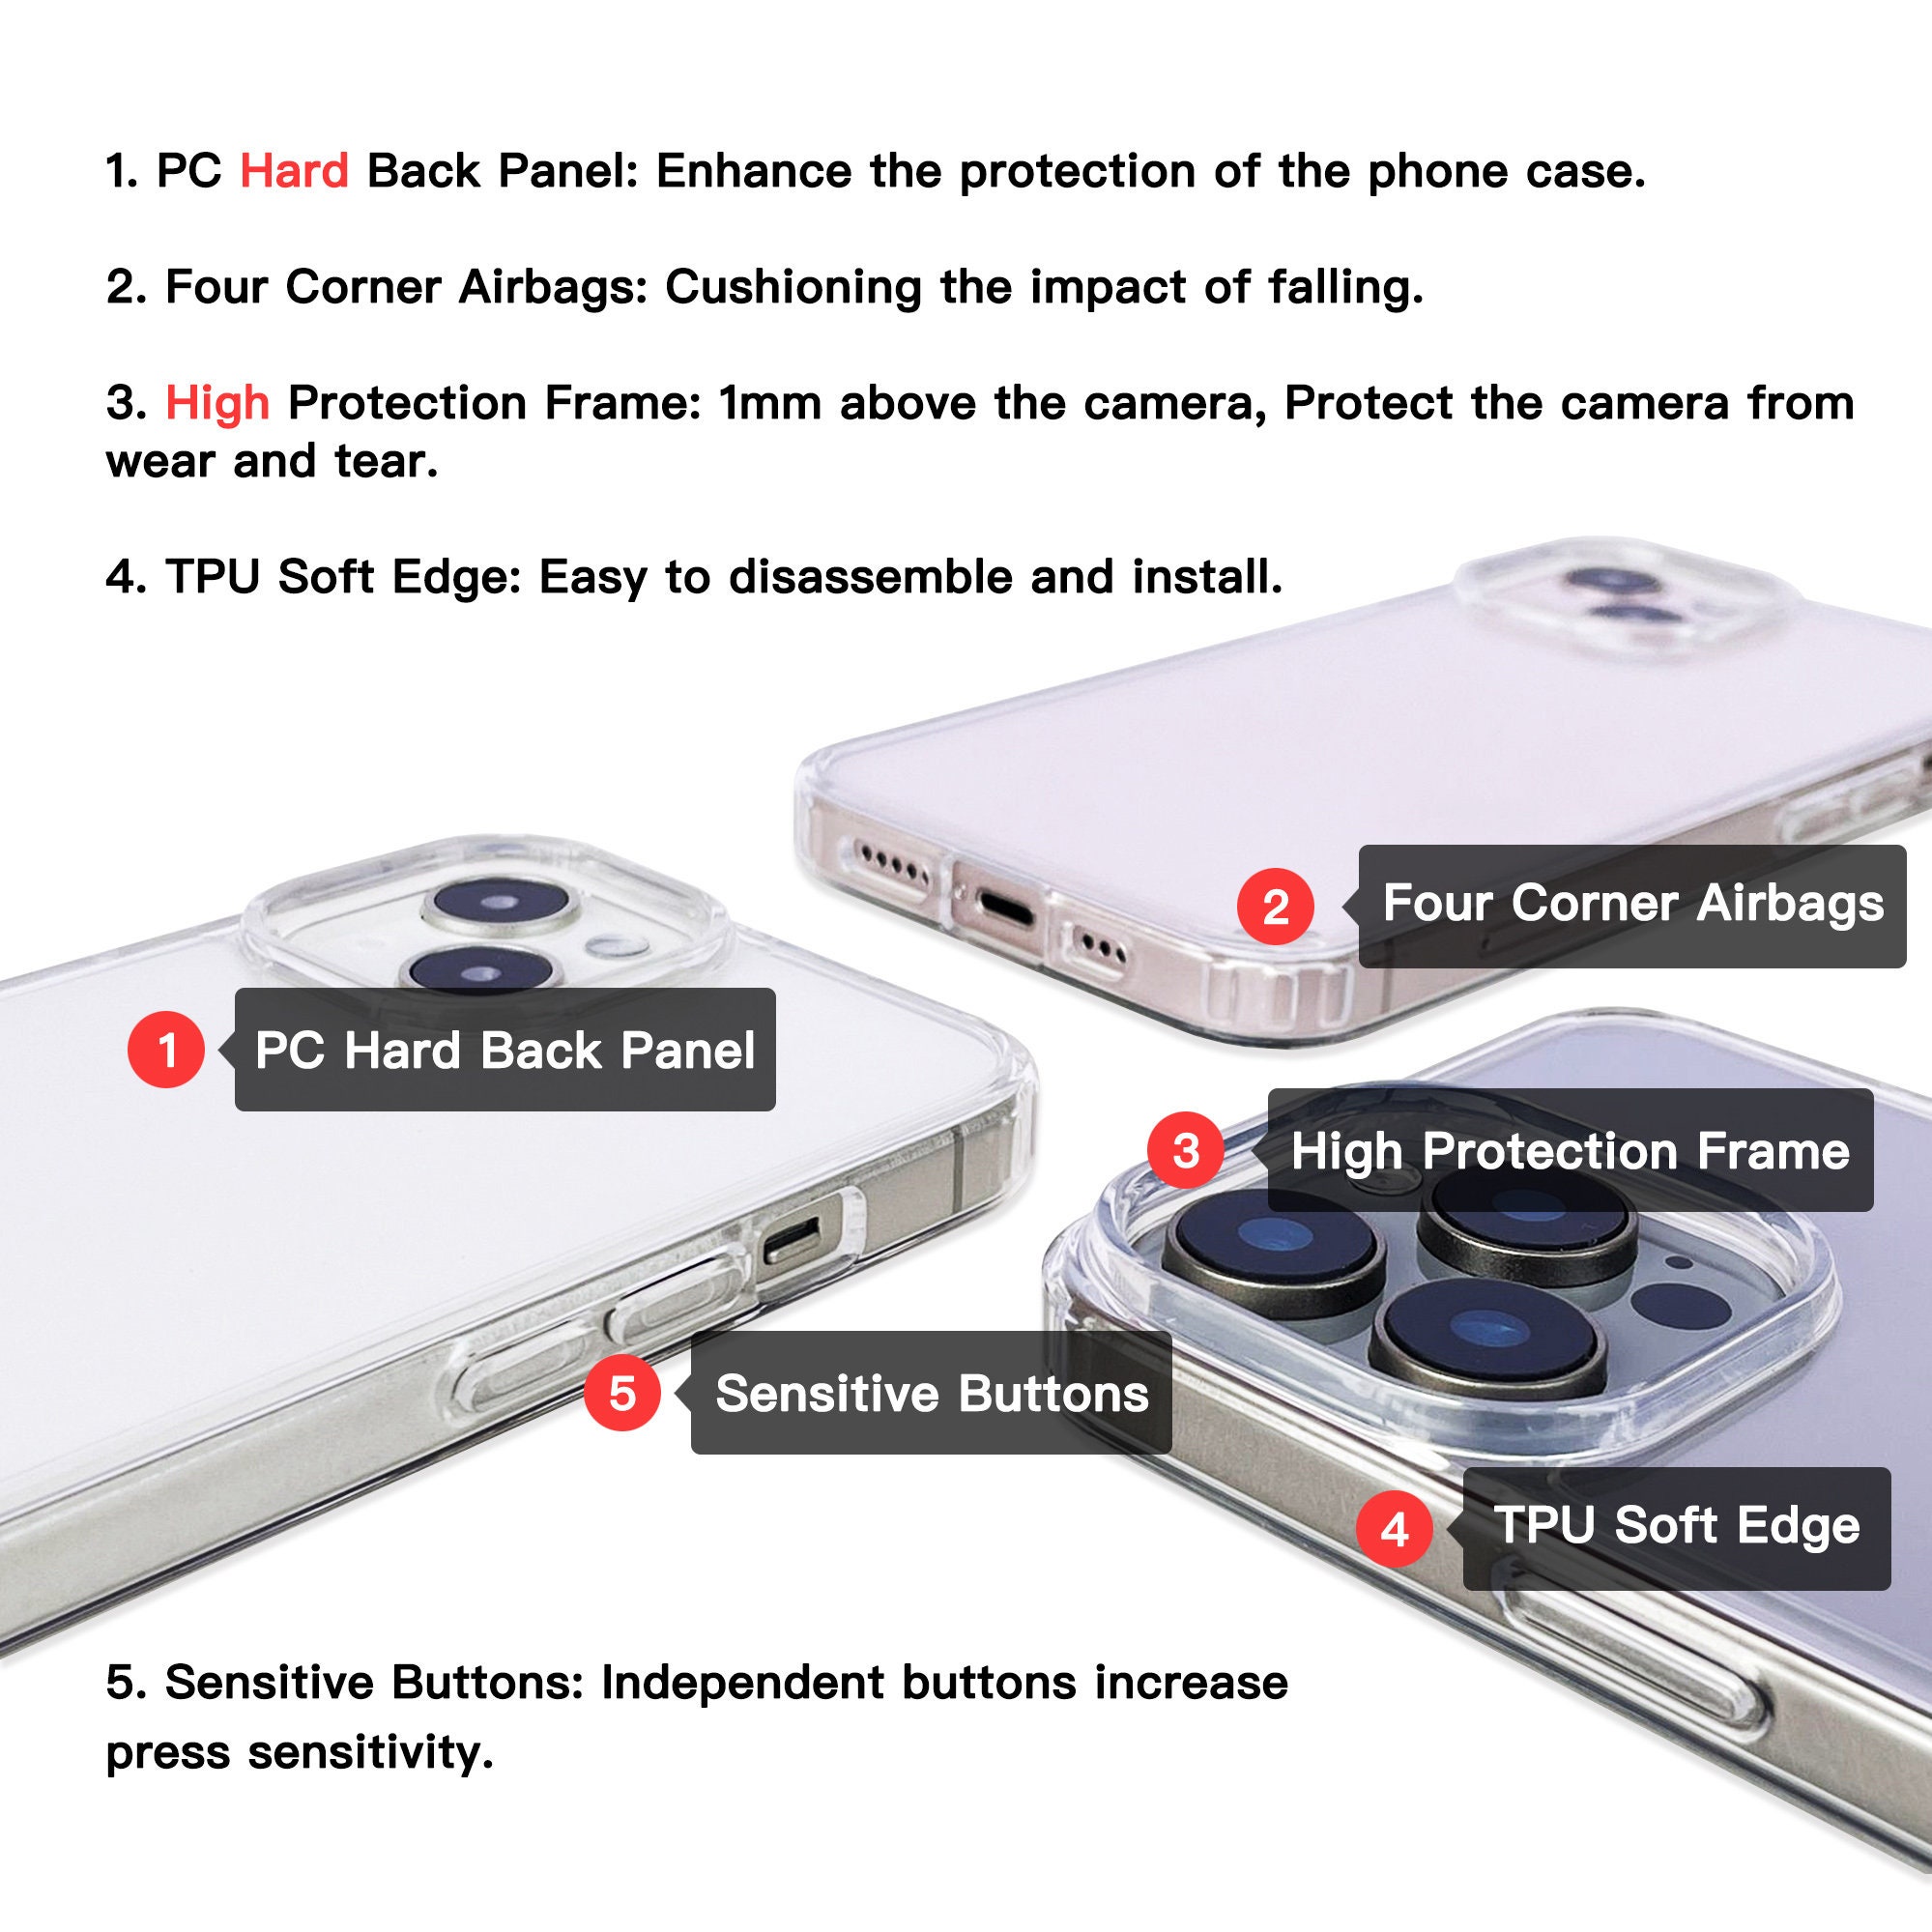 1. PC Hard Back Panel: Enhance the protection of the phone case.
2. Four Corner Airbags: Cushioning the impact of falling.
3. High Protection Frame: 1mm above the camera, Protect the camera from
wear and tear.
4. TPU Soft Edge: Easy to disassemble and install.
2 Four Corner Airbags
1 PC Hard Back Panel
3 High Protection Frame
5 Sensitive Buttons
4 TPU Soft Edge
5. Sensitive Buttons: Independent buttons increase
press sensitivity.